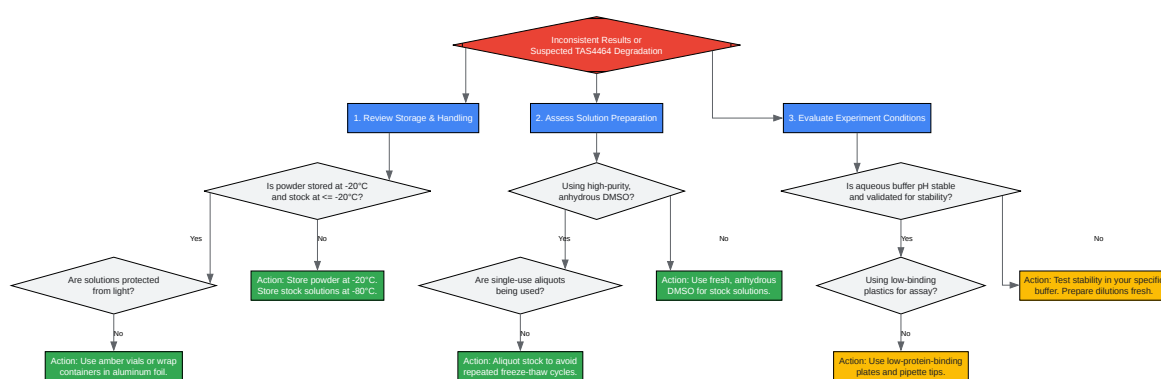 Inconsistent Results or
Suspected TAS4464 Degradation
1. Review Storage & Handling
2. Assess Solution Preparation
3. Evaluate Experiment Conditions
Is powder stored at -20°C
and stock at <= -20°C?
Using high-purity,
anhydrous DMSO?
Is aqueous buffer pH stable
and validated for stability?
Yes
No
Yes
No
Yes
No
Are solutions protected
from light?
Action: Store powder at -20°C.
Store stock solutions at -80°C.
Are single-use aliquots
being used?
Action: Use fresh, anhydrous
DMSO for stock solutions.
Using low-binding
plastics for assay?
Action: Test stability in your specific
buffer. Prepare dilutions fresh.
No
No
No
Action: Use amber vials or wrap
containers in aluminum foil.
Action: Aliquot stock to avoid
repeated freeze-thaw cycles.
Action: Use low-protein-binding
plates and pipette tips.